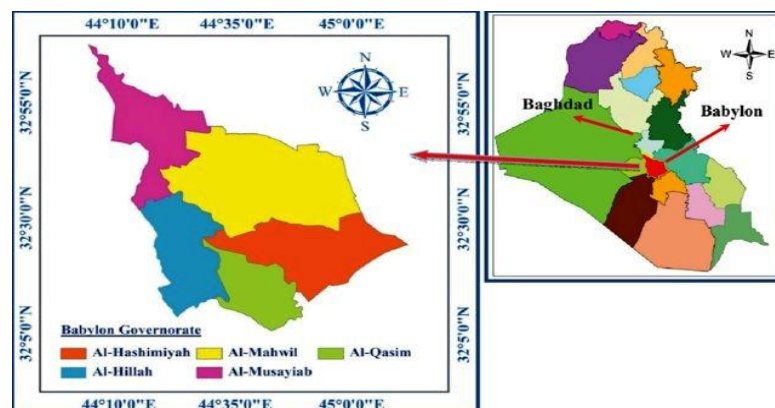 44°10'0"E 44°35'0"E 45°0'0"E
32°55'0"N
32°30'0"N
32°5'0"N
N
W E
S
Babylon Governorate
Al-Hashimiyah Al-Mahwil Al-Qasim
Al-Hillah Al-Musayiab
32°55'0"N
32°30'0"N
32°5'0"N
44°10'0"E 44°35'0"E 45°0'0"E
N
W E
S
Baghdad
Babylon